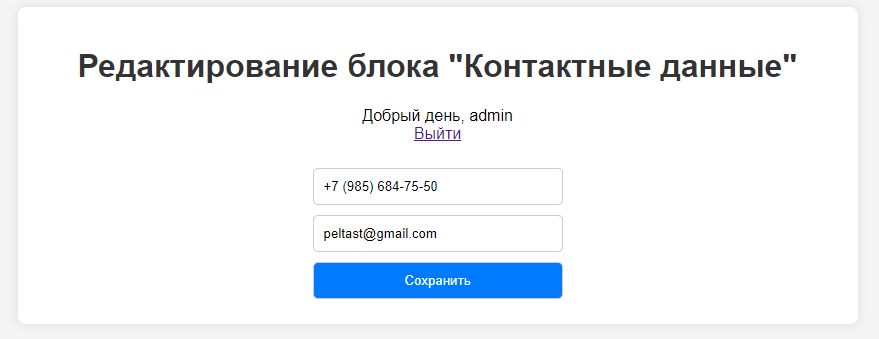 Редактирование блока "Контактные данные"
Добрый день, admin
Выйти
+7 (985) 684-75-50
peltast@gmail.com
Сохранить